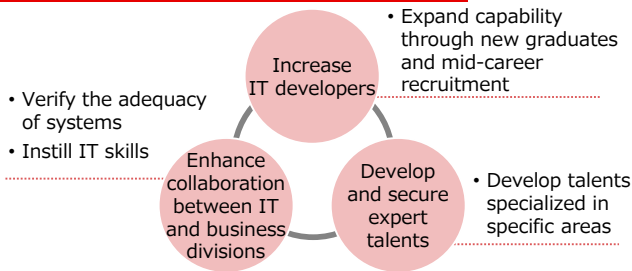 • Expand capability
through new graduates
and mid-career
recruitment
Increase
IT developers
• Verify the adequacy
of systems
• Instill IT skills
Enhance
collaboration
between IT
and business
divisions
Develop
and secure
expert
talents
• Develop talents
specialized in
specific areas